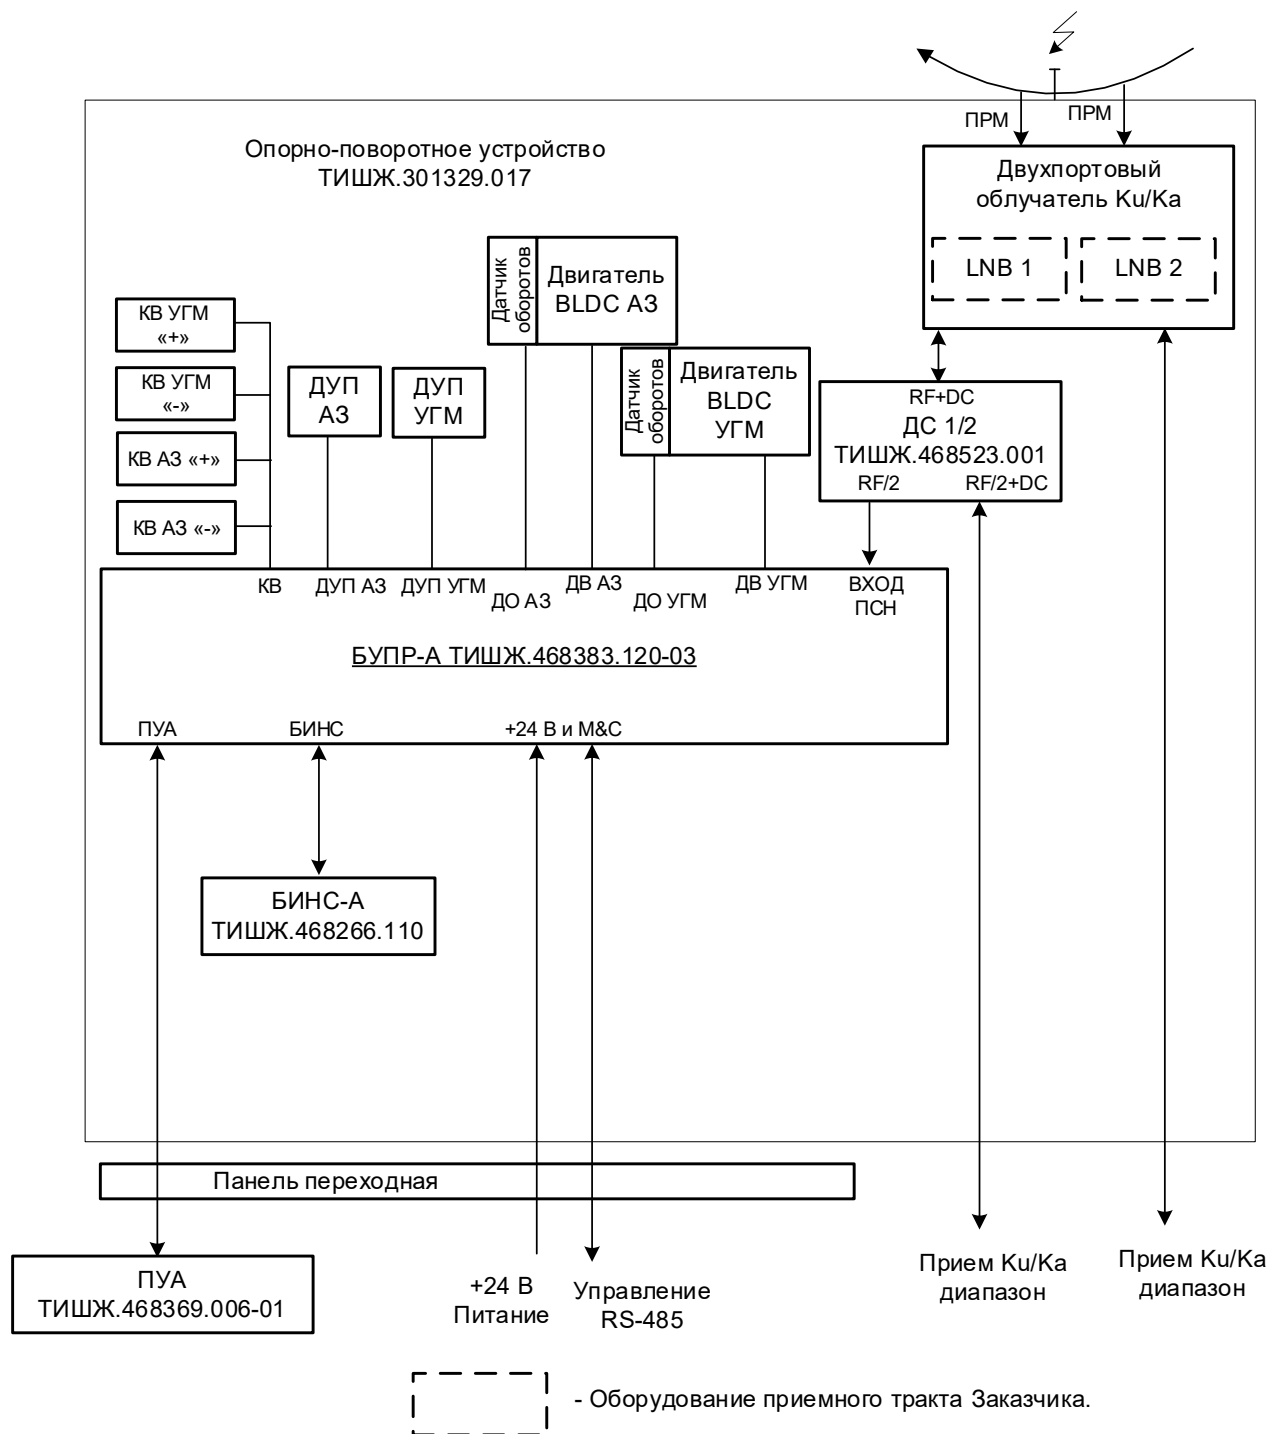 ПРМ
ПРМ
Опорно-поворотное устройство
ТИШЖ.301329.017
Двухпортовый
облучатель Ku/Ka
LNB 1
LNB 2
Датчик
оборотов
Двигатель
BLDC АЗ
КВ УГМ
«+»
КВ УГМ
«-»
КВ АЗ «+»
КВ АЗ «-»
ДУП
АЗ
ДУП
УГМ
Датчик
оборотов
Двигатель
BLDC
УГМ
RF+DC
ДС 1/2
ТИШЖ.468523.001
RF/2
RF/2+DC
КВ
ДУП АЗ
ДУП УГМ
ДО АЗ
ДВ АЗ
ДО УГМ
ДВ УГМ
ВХОД
ПСН
БУПР-А ТИШЖ.468383.120-03
ПУА
БИНС
+24 В и M&C
БИНС-А
ТИШЖ.468266.110
Панель переходная
ПУА
ТИШЖ.468369.006-01
+24 В
Питание
Управление
RS-485
Прием Ku/Ka
диапазон
Прием Ku/Ka
диапазон
- Оборудование приемного тракта Заказчика.